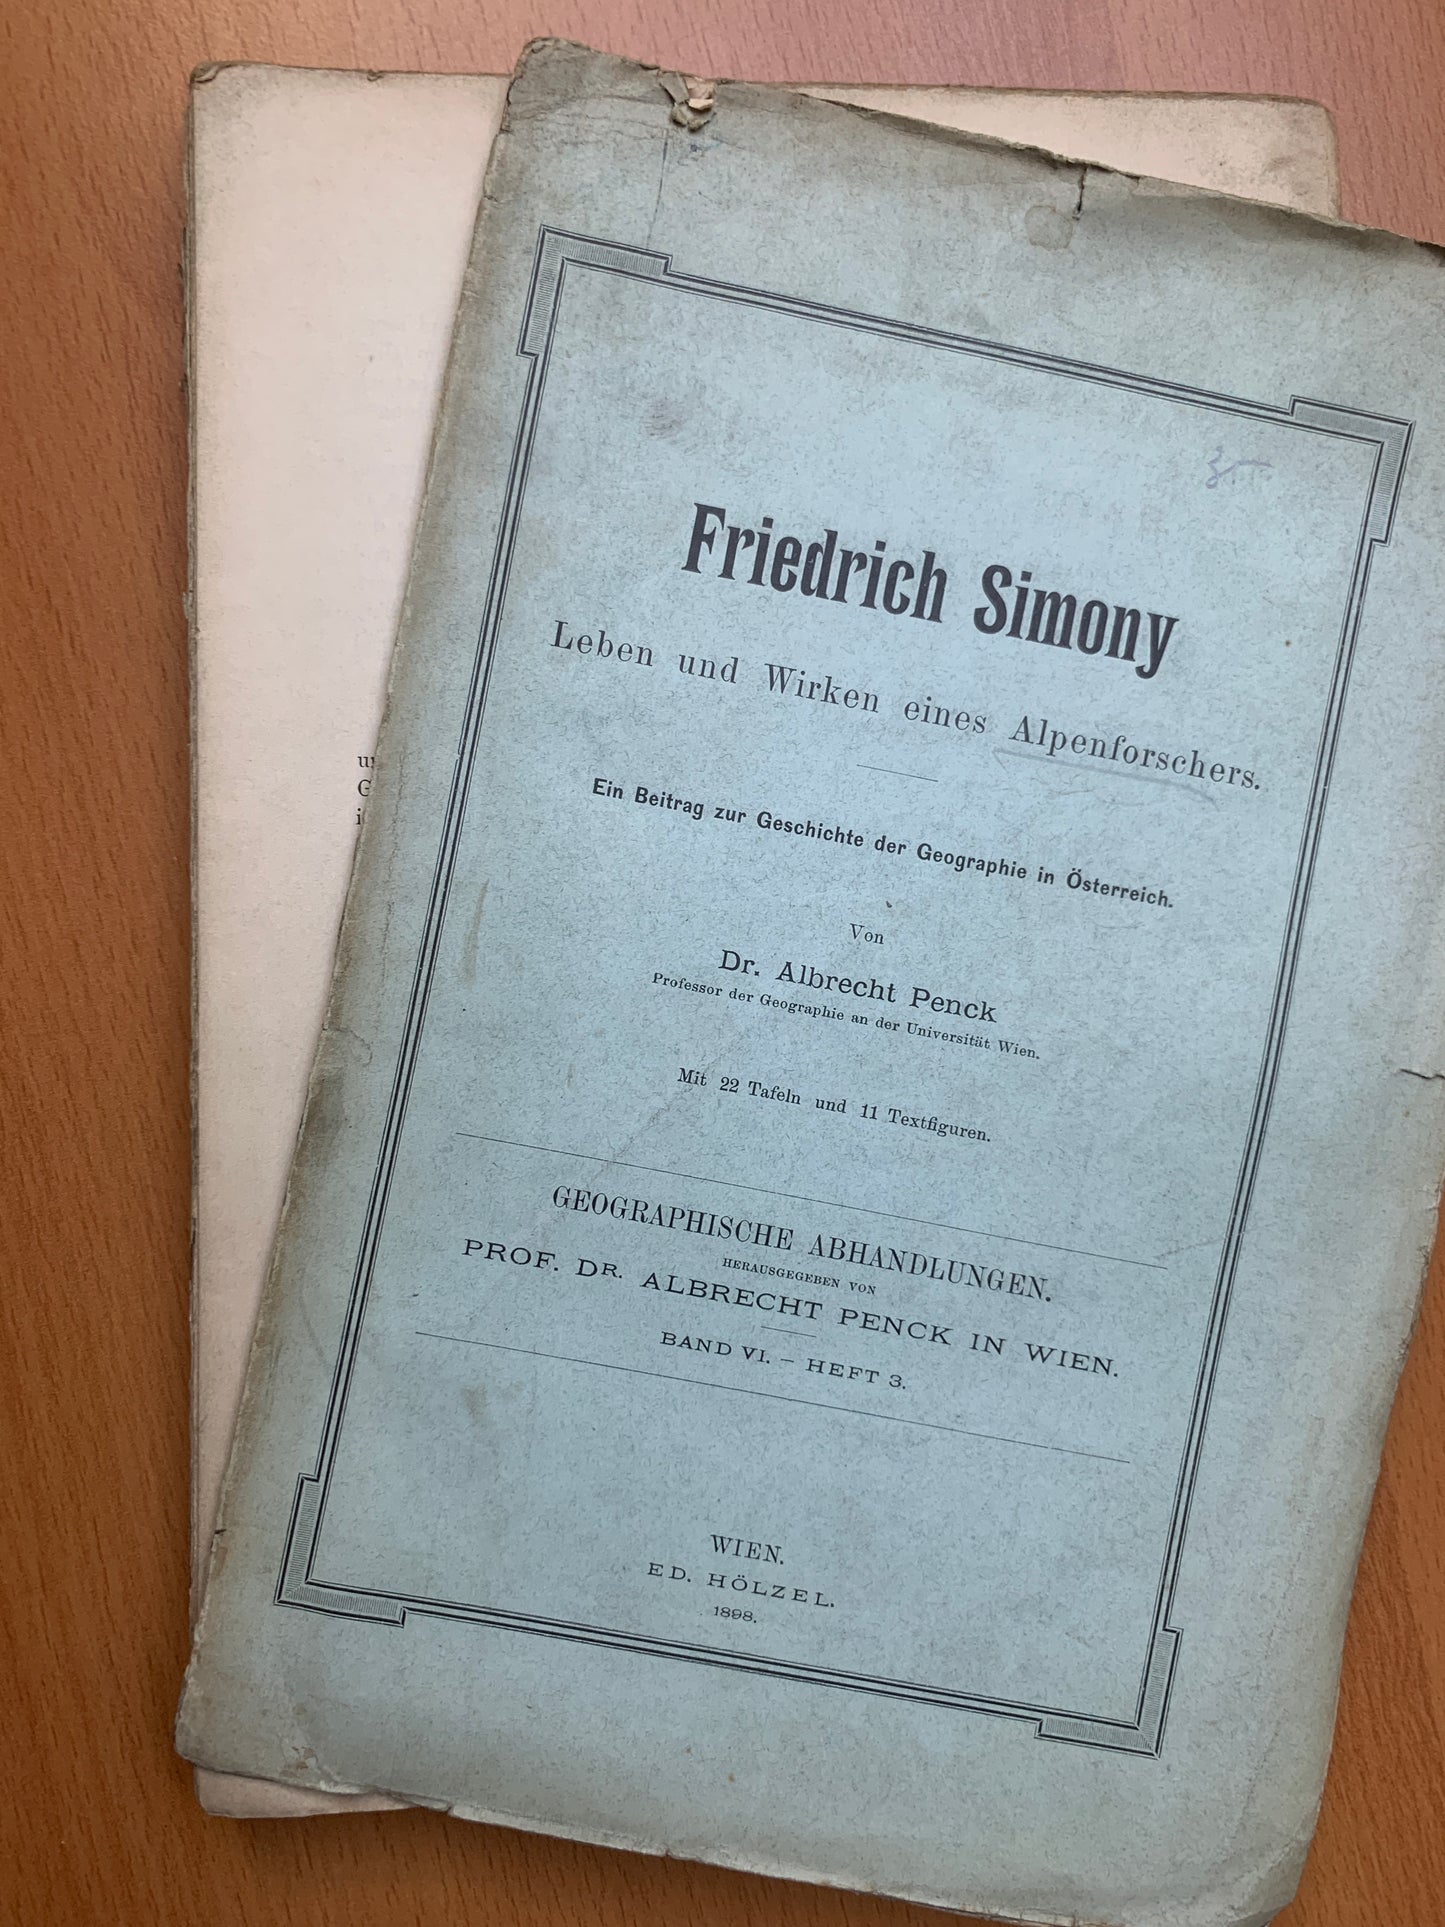 Friedrich Simony
Leben und Wirken eines Alpenforschers.
Ein Beitrag zur Geschichte der Geographie in Österreich.
Von
Dr. Albrecht Penck
Professor der Geographie an der Universität Wien.
Mit 22 Tafeln und 11 Textfiguren.
GEOGRAPHISCHE ABHANDLUNGEN.
HERAUSGEGEBEN VON
PROF. DR. ALBRECHT PENCK IN WIEN.
BAND VI. – HEFT 3.
WIEN.
ED. HÖLZEL.
1898.